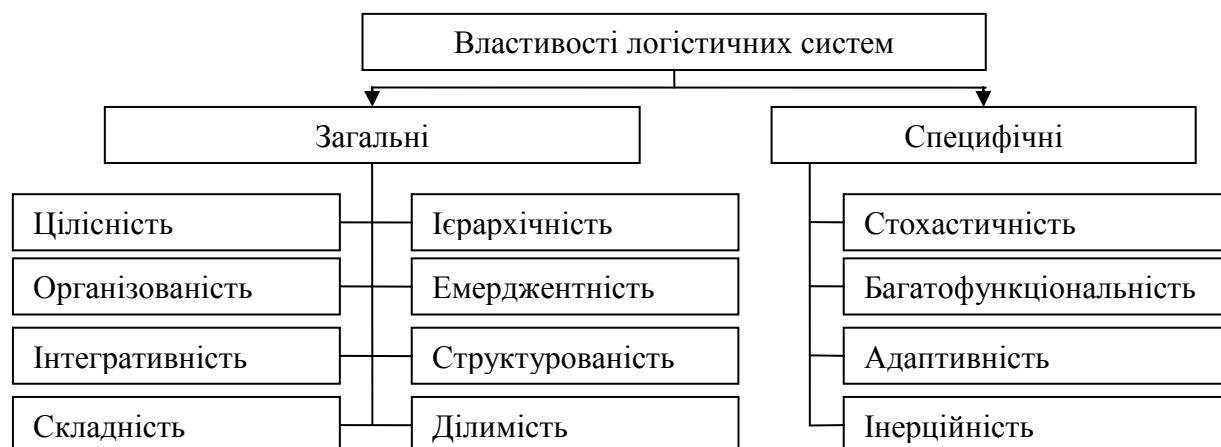 Властивості логістичних систем
Загальні
Специфічні
Цілісність
Ієрархічність
Стохастичність
Організованість
Емерджентність
Багатофункціональність
Інтегративність
Структурованість
Адаптивність
Складність
Ділимість
Інерційність